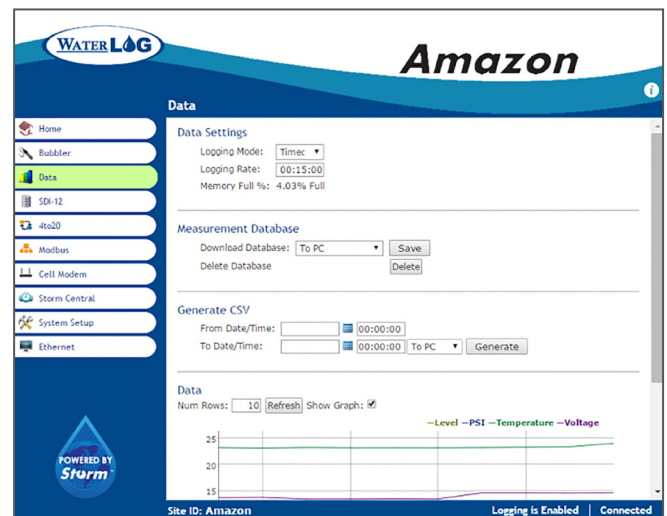 WATERLOG
Amazon
Data
Home
Bubbler
Data
SDI-12
4to20
Modbus
Cell Modem
Storm Central
System Setup
Ethernet
POWERED BY
Storm
Data Settings
Logging Mode: Timec
Logging Rate: 00:15:00
Memory Full %: 4.03% Full
Measurement Database
Download Database: To PC Save
Delete Database Delete
Generate CSV
From Date/Time: 00:00:00
To Date/Time: 00:00:00 To PC Generate
Data
Num Rows: 10 Refresh Show Graph:
—Level —PSI —Temperature —Voltage
25
20
15
Site ID: Amazon Logging is Enabled | Connected